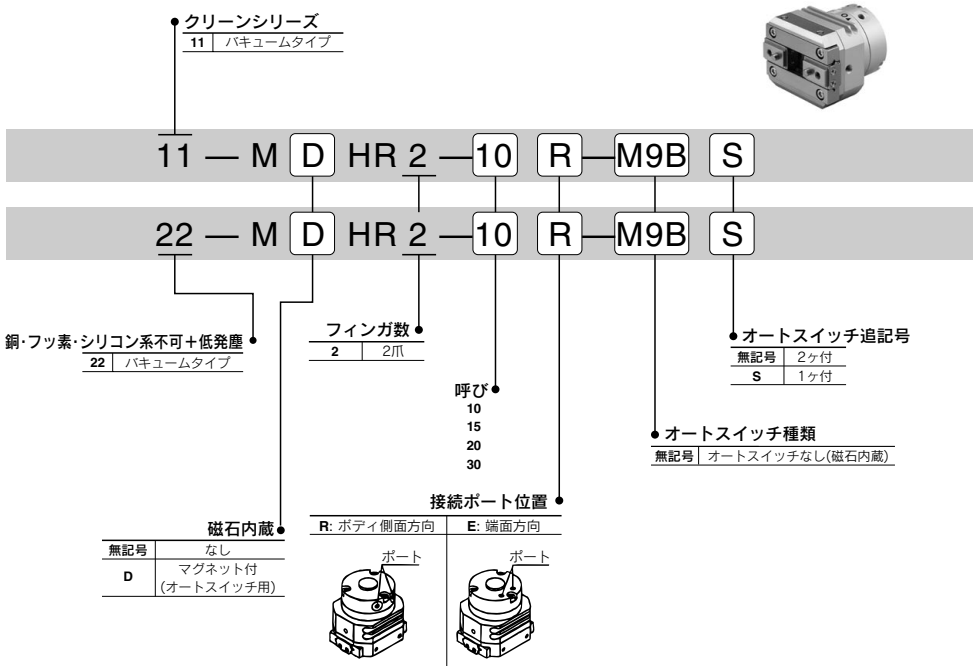 クリーンシリーズ
11 バキュームタイプ
11 — M D HR 2 — 10 R — M9B S
22 — M D HR 2 — 10 R — M9B S
銅・フッ素・シリコン系不可＋低発塵
22 バキュームタイプ
フィンガ数
2 2爪
オートスイッチ追記号
無記号 2ヶ付
S 1ヶ付
呼び
10
15
20
30
オートスイッチ種類
無記号 オートスイッチなし(磁石内蔵)
接続ポート位置
R: ボディ側面方向 E: 端面方向
ポート ポート
磁石内蔵
無記号 なし
D マグネット付
(オートスイッチ用)